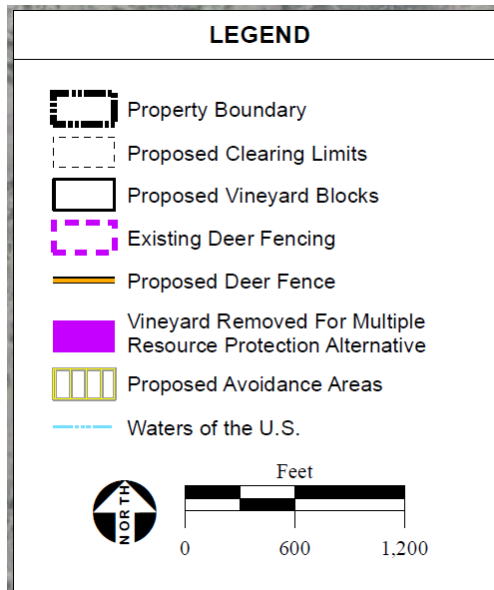 LEGEND
Property Boundary
Proposed Clearing Limits
Proposed Vineyard Blocks
Existing Deer Fencing
Proposed Deer Fence
Vineyard Removed For Multiple
Resource Protection Alternative
Proposed Avoidance Areas
Waters of the U.S.
Feet
NORTH
0 600 1,200